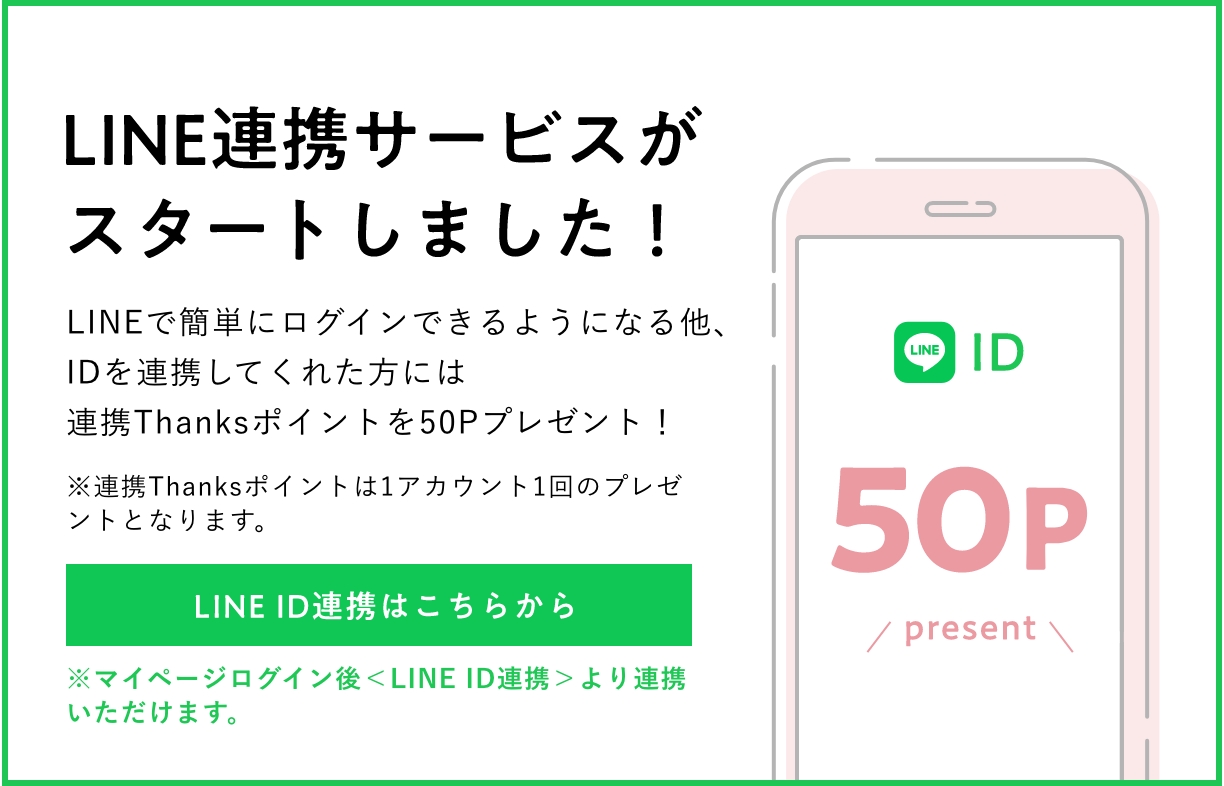 LINE連携サービスが
スタートしました！
LINEで簡単にログインできるようになる他、
IDを連携してくれた方には
連携Thanksポイントを50Pプレゼント！
※連携Thanksポイントは1アカウント1回のプレゼ
ントとなります。
LINE ID連携はこちらから
※マイページログイン後＜LINE ID連携＞より連携
いただけます。
LINE ID
50P
present